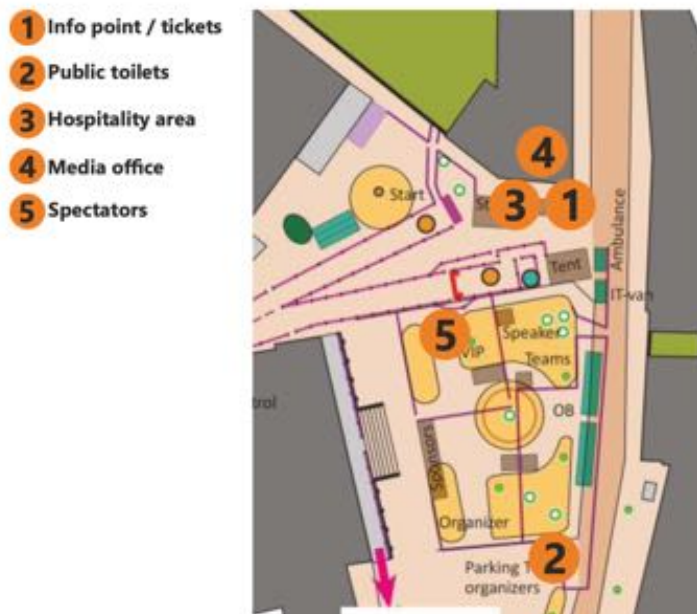 1 Info point / tickets
2 Public toilets
3 Hospitality area
4 Media office
5 Spectators
4
Start
3
1
Ambulance
Tent
IT-van
5
Speaker
VIP
Teams
trol
OB
Sponsors
Organizer
2
Parking
organizers